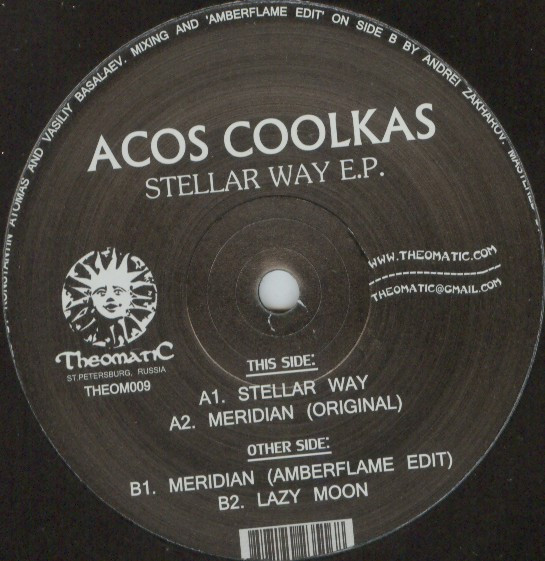 KONSTANTIN ATOMAS AND VASILIY BASALAEV. MIXING AND 'AMBERFLAME EDIT' ON SIDE B BY ANDREI ZAKHAROV. MASTERED
ACOS COOLKAS
STELLAR WAY E.P.
WWW.THEOMATIC.COM
THEOMATIC@GMAIL.COM
THEOMATIC
ST.PETERSBURG, RUSSIA
THEOM009
THIS SIDE:
A1. STELLAR WAY
A2. MERIDIAN (ORIGINAL)
OTHER SIDE:
B1. MERIDIAN (AMBERFLAME EDIT)
B2. LAZY MOON